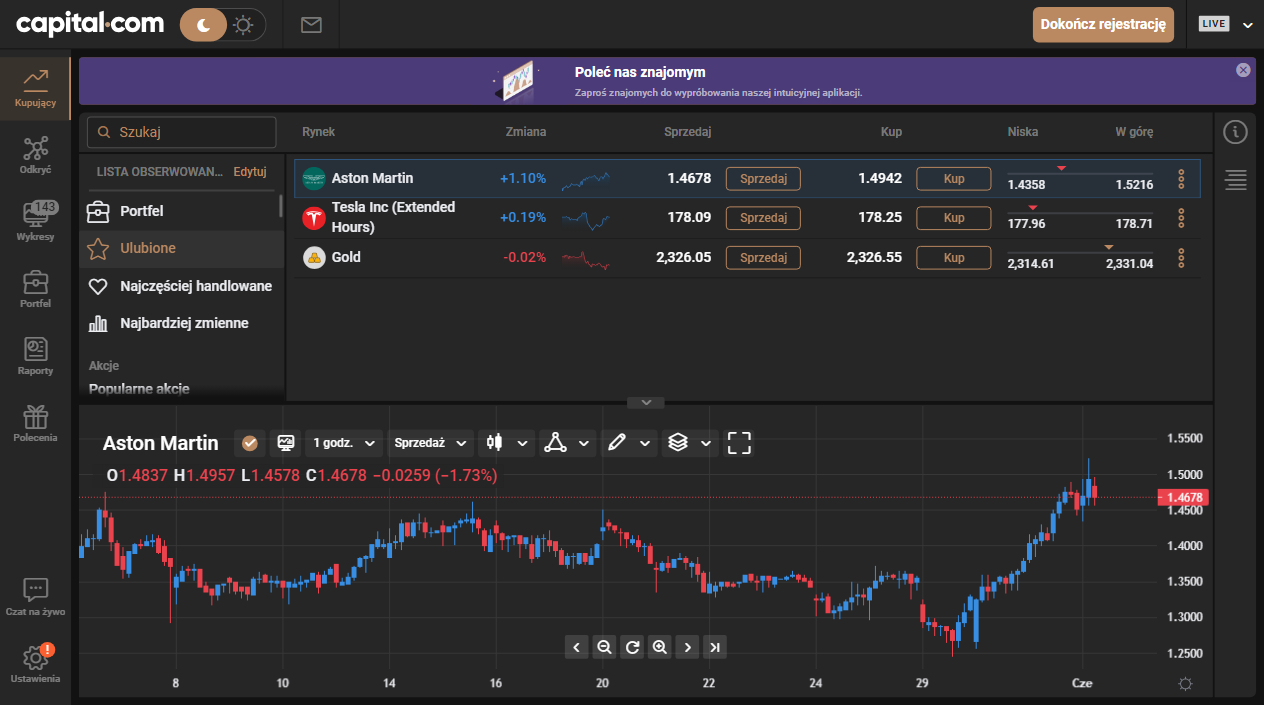 capital.com
Dokończ rejestrację
LIVE
Poleć nas znajomym
Zaproś znajomych do wypróbowania naszej intuicyjnej aplikacji.
Kupujący
Odkryć
143
Wykresy
Portfel
Raporty
Polecenia
Czat na żywo
!
Ustawienia
Szukaj
LISTA OBSERWOWAN... Edytuj
Portfel
Ulubione
Najczęściej handlowane
Najbardziej zmienne
Akcje
Popularne akcje
Rynek Zmiana Sprzedaj Kup Niska W górę
Aston Martin +1.10% 1.4678 Sprzedaj 1.4942 Kup 1.4358 1.5216
Tesla Inc (Extended
Hours) +0.19% 178.09 Sprzedaj 178.25 Kup 177.96 178.71
Gold -0.02% 2,326.05 Sprzedaj 2,326.55 Kup 2,314.61 2,331.04
Aston Martin 1 godz. Sprzedaż
O1.4837 H1.4957 L1.4578 C1.4678 −0.0259 (−1.73%)
1.5500
1.5000
1.4678
1.4500
1.4000
1.3500
1.3000
1.2500
8 10 14 16 20 22 24 29 Cze